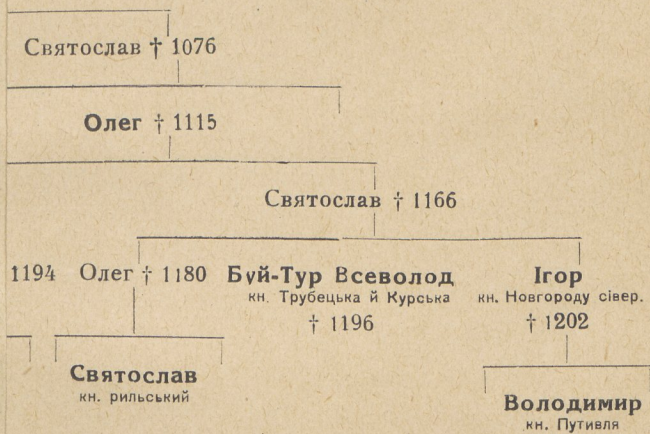 Святослав † 1076
Олег † 1115
Святослав † 1166
1194 Олег † 1180 Буй-Тур Всеволод Ігор
кн. Трубецька й Курська кн. Новгороду сівер.
† 1196 † 1202
Святослав
кн. рильський
Володимир
кн. Путивля